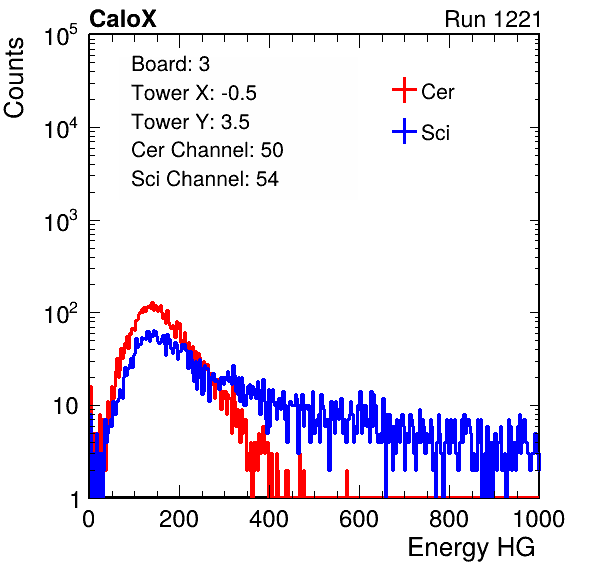 CaloX Run 1221
Counts
Board: 3
Tower X: -0.5
Tower Y: 3.5
Cer Channel: 50
Sci Channel: 54
Cer
Sci
10^5
10^4
10^3
10^2
10
1
0 200 400 600 800 1000
Energy HG